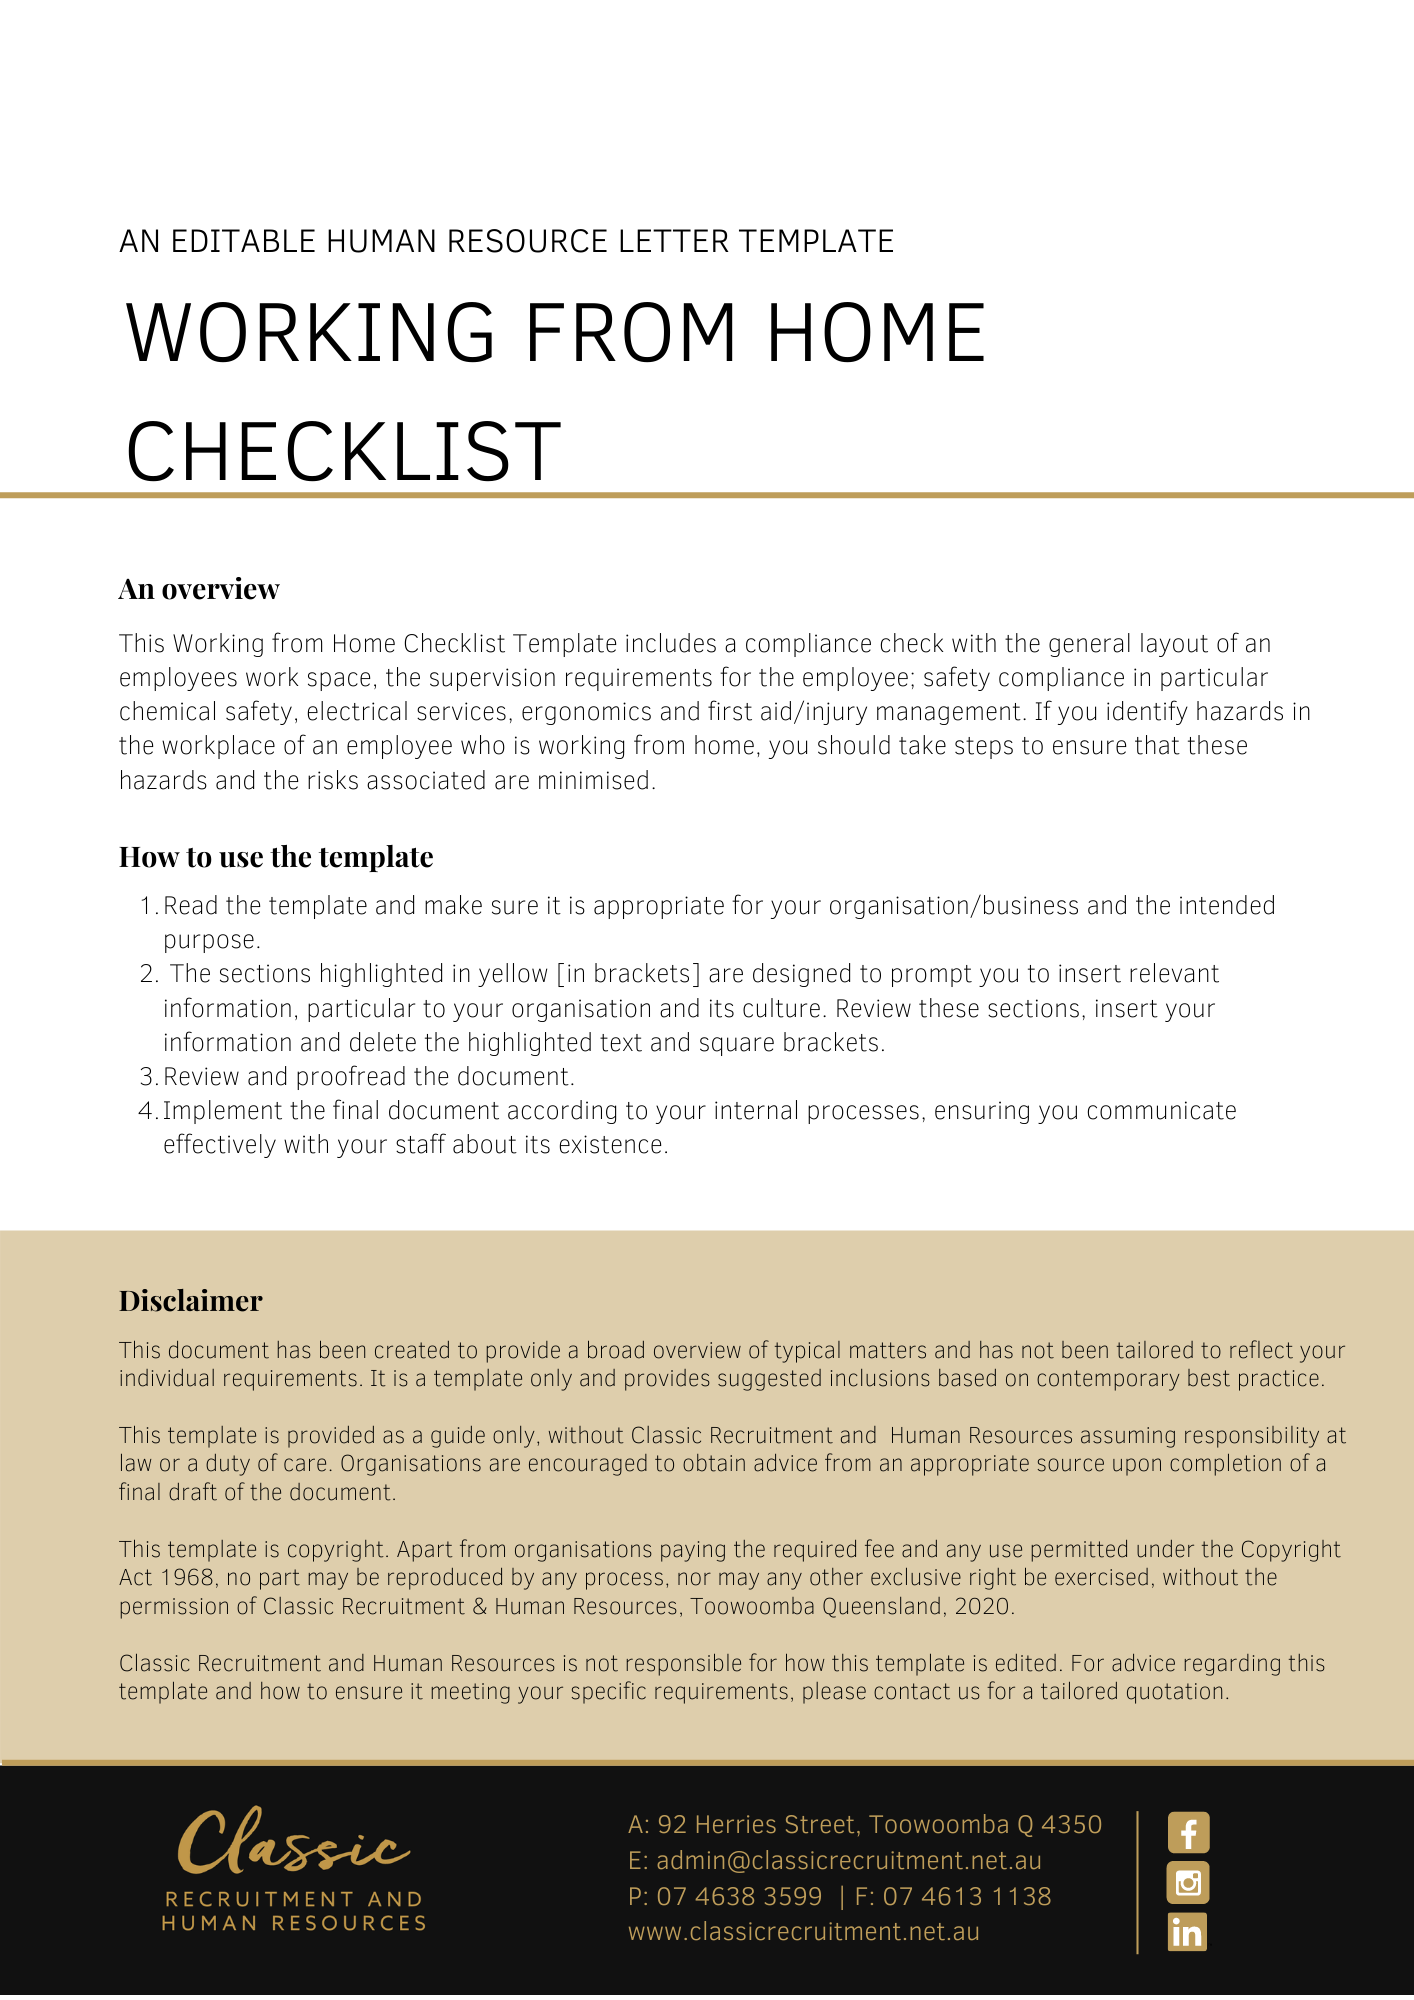 AN EDITABLE HUMAN RESOURCE LETTER TEMPLATE
WORKING FROM HOME
CHECKLIST
An overview
This Working from Home Checklist Template includes a compliance check with the general layout of an
employees work space, the supervision requirements for the employee; safety compliance in particular
chemical safety, electrical services, ergonomics and first aid/injury management. If you identify hazards in
the workplace of an employee who is working from home, you should take steps to ensure that these
hazards and the risks associated are minimised.
How to use the template
1. Read the template and make sure it is appropriate for your organisation/business and the intended
purpose.
2. The sections highlighted in yellow [in brackets] are designed to prompt you to insert relevant
information, particular to your organisation and its culture. Review these sections, insert your
information and delete the highlighted text and square brackets.
3. Review and proofread the document.
4. Implement the final document according to your internal processes, ensuring you communicate
effectively with your staff about its existence.
Disclaimer
This document has been created to provide a broad overview of typical matters and has not been tailored to reflect your
individual requirements. It is a template only and provides suggested inclusions based on contemporary best practice.
This template is provided as a guide only, without Classic Recruitment and Human Resources assuming responsibility at
law or a duty of care. Organisations are encouraged to obtain advice from an appropriate source upon completion of a
final draft of the document.
This template is copyright. Apart from organisations paying the required fee and any use permitted under the Copyright
Act 1968, no part may be reproduced by any process, nor may any other exclusive right be exercised, without the
permission of Classic Recruitment & Human Resources, Toowoomba Queensland, 2020.
Classic Recruitment and Human Resources is not responsible for how this template is edited. For advice regarding this
template and how to ensure it meeting your specific requirements, please contact us for a tailored quotation.
Classic
RECRUITMENT AND
HUMAN RESOURCES
A: 92 Herries Street, Toowoomba Q 4350
E: admin@classicrecruitment.net.au
P: 07 4638 3599 | F: 07 4613 1138
www.classicrecruitment.net.au
f
in